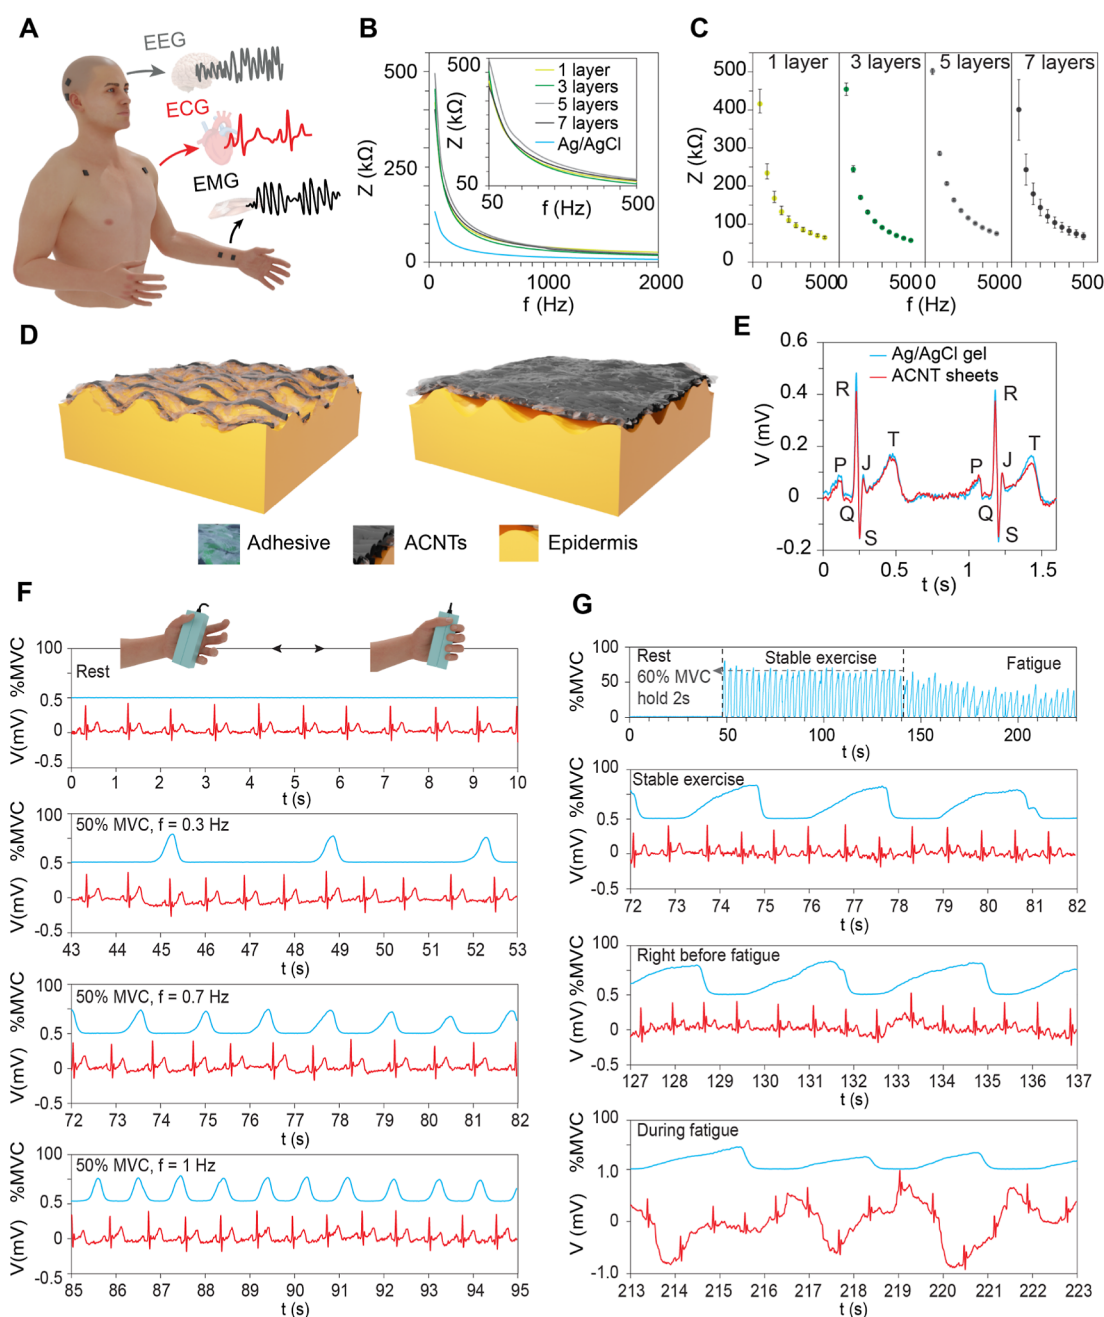 A
EEG
ECG
EMG
B
500
250
0
Z (kΩ)
0
1000
2000
f (Hz)
500
50
Z (kΩ)
50
500
f (Hz)
1 layer
3 layers
5 layers
7 layers
Ag/AgCl
C
500
400
300
200
100
0
Z (kΩ)
1 layer
3 layers
5 layers
7 layers
0
5000
5000
5000
500
f (Hz)
D
Adhesive
ACNTs
Epidermis
E
0.6
0.4
0.2
0
-0.2
V (mV)
Ag/AgCl gel
ACNT sheets
R
P
J
T
Q
S
R
P
J
T
Q
S
0
0.5
1
1.5
t (s)
F
100
%MVC
Rest
0.5
0
-0.5
V(mV)
0 1 2 3 4 5 6 7 8 9 10
t (s)
100
%MVC
50% MVC, f = 0.3 Hz
0.5
0
-0.5
V(mV)
43 44 45 46 47 48 49 50 51 52 53
t (s)
100
%MVC
50% MVC, f = 0.7 Hz
0.5
0
-0.5
V(mV)
72 73 74 75 76 77 78 79 80 81 82
t (s)
100
%MVC
50% MVC, f = 1 Hz
0.5
0
-0.5
V(mV)
85 86 87 88 89 90 91 92 93 94 95
t (s)
G
100
50
0
%MVC
Rest
60% MVC
hold 2s
Stable exercise
Fatigue
0 50 100 150 200
t (s)
100
%MVC
Stable exercise
0.5
0
-0.5
V(mV)
72 73 74 75 76 77 78 79 80 81 82
t (s)
100
%MVC
Right before fatigue
0.5
0
-0.5
V (mV)
127 128 129 130 131 132 133 134 135 136 137
t (s)
100
%MVC
During fatigue
1.0
0
-1.0
V (mV)
213 214 215 216 217 218 219 220 221 222 223
t (s)